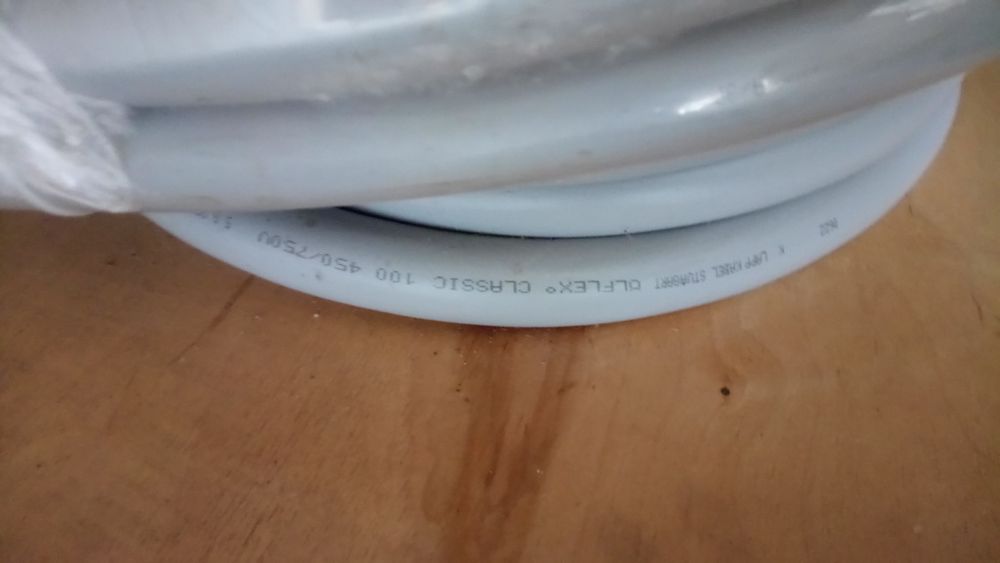 LAPP KABEL STUTTGART ÖLFLEX® CLASSIC 100 450/750V